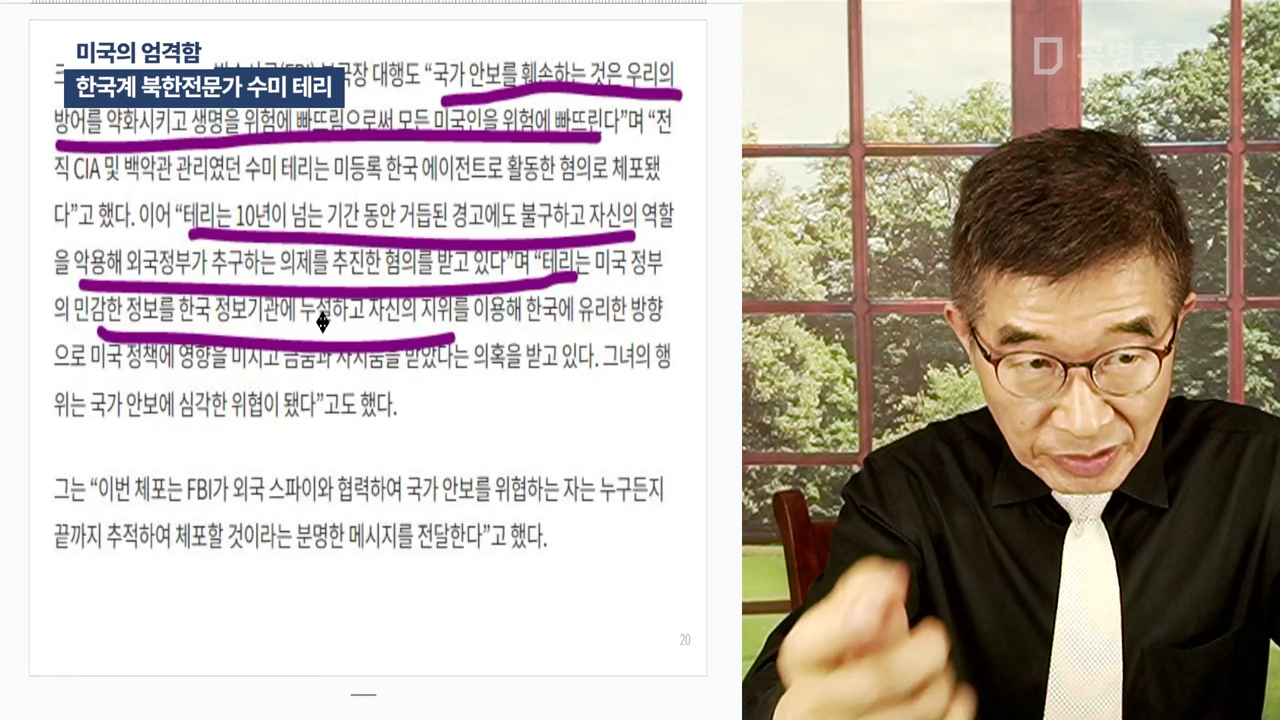 미국의 엄격함
한국계 북한전문가 수미 테리
장 대행도 “국가 안보를 훼손하는 것은 우리의
방어를 약화시키고 생명을 위험에 빠뜨림으로써 모든 미국인을 위험에 빠뜨린다”며 “전
직 CIA 및 백악관 관리였던 수미 테리는 미등록 한국 에이전트로 활동한 혐의로 체포됐
다”고 했다. 이어 “테리는 10년이 넘는 기간 동안 거듭된 경고에도 불구하고 자신의 역할
을 악용해 외국정부가 추구하는 의제를 추진한 혐의를 받고 있다”며 “테리는 미국 정부
의 민감한 정보를 한국 정보기관에 누설하고 자신의 지위를 이용해 한국에 유리한 방향
으로 미국 정책에 영향을 미치고 금품과 자시금을 받았다는 의혹을 받고 있다. 그녀의 행
위는 국가 안보에 심각한 위협이 됐다”고도 했다.
그는 “이번 체포는 FBI가 외국 스파이와 협력하여 국가 안보를 위협하는 자는 누구든지
끝까지 추적하여 체포할 것이라는 분명한 메시지를 전달한다”고 했다.
20
공병호